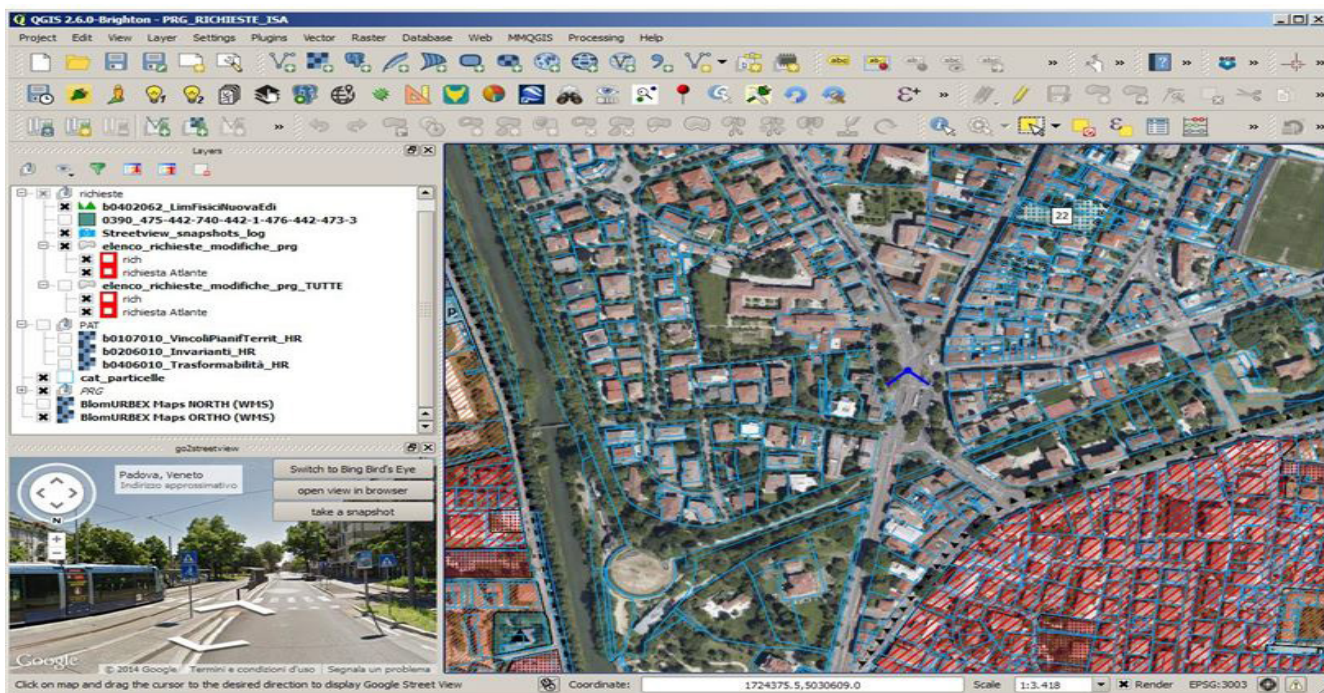 QGIS 2.6.0-Brighton - PRG_RICHIESTE_ISA
Project Edit View Layer Settings Plugins Vector Raster Database Web MMQGIS Processing Help
Layers
richieste
b0402062_LimFisiciNuovaEdi
0390_475-442-740-442-1-476-442-473-3
Streetview_snapshots_log
elenco_richieste_modifiche_prg
rich
richiesta Atlante
elenco_richieste_modifiche_prg_TUTTE
rich
richiesta Atlante
PAT
b0107010_VincoliPianifTerrit_HR
b0206010_Invarianti_HR
b0406010_Trasformabilità_HR
cat_particelle
PRG
BlomURBEX Maps NORTH (WMS)
BlomURBEX Maps ORTHO (WMS)
22
go2streetview
Padova, Veneto
Indirizzo approssimativo
Switch to Bing Bird's Eye
open view in browser
take a snapshot
N
Google
© 2014 Google Termini e condizioni d'uso Segnala un problema
Click on map and drag the cursor to the desired direction to display Google Street View Coordinate: 1724375.5,5030609.0 Scale 1:3.418 Render EPSG:3003